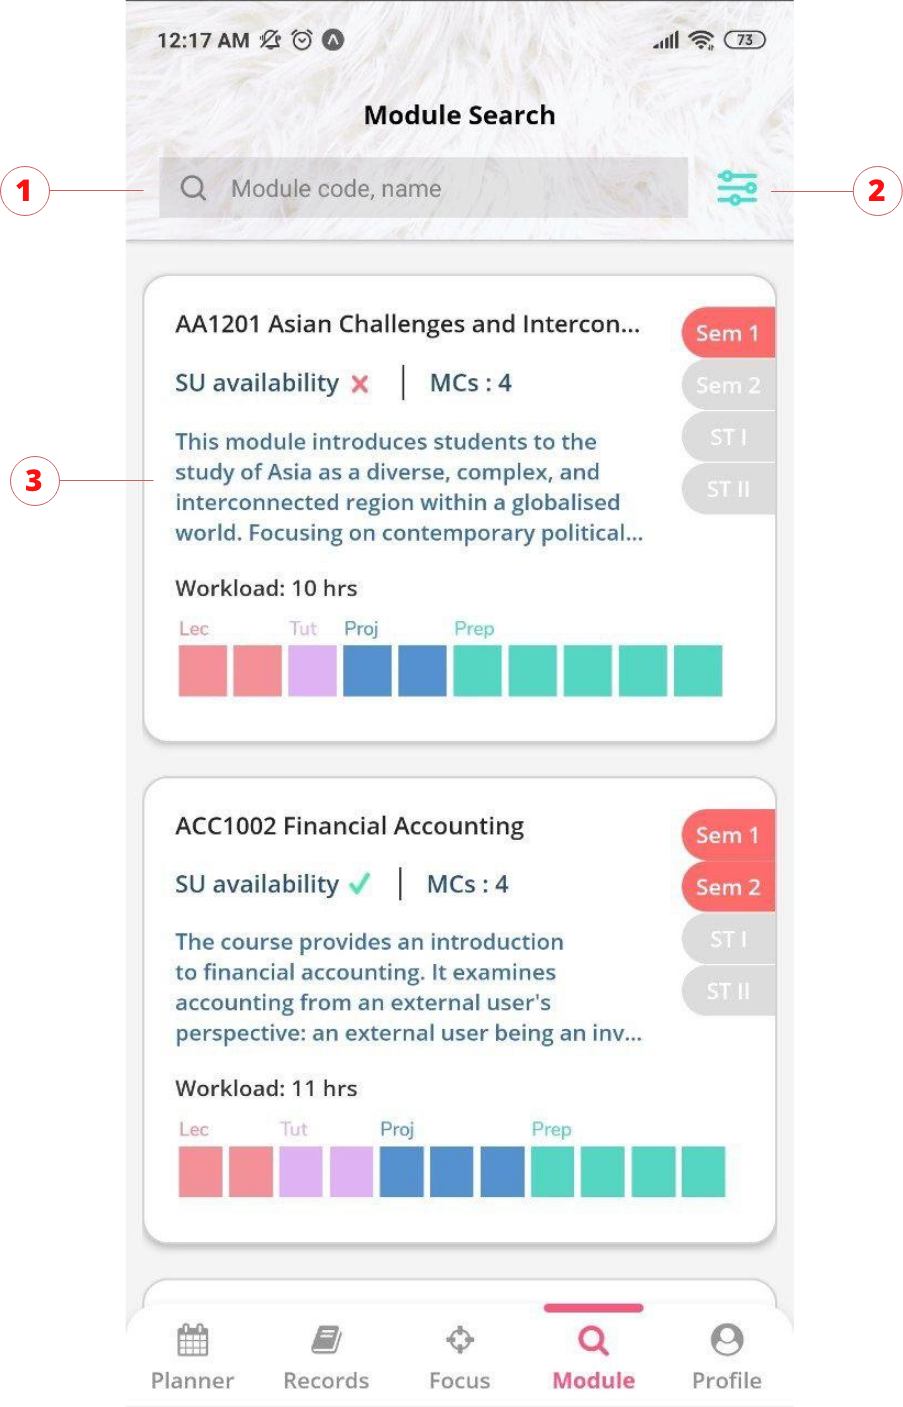 12:17 AM
73
Module Search
1
Module code, name
2
AA1201 Asian Challenges and Intercon...
Sem 1
SU availability
MCs : 4
Sem 2
This module introduces students to the
study of Asia as a diverse, complex, and
interconnected region within a globalised
world. Focusing on contemporary political...
ST I
ST II
3
Workload: 10 hrs
Lec Tut Proj Prep
ACC1002 Financial Accounting
Sem 1
SU availability
MCs : 4
Sem 2
The course provides an introduction
to financial accounting. It examines
accounting from an external user's
perspective: an external user being an inv...
ST I
ST II
Workload: 11 hrs
Lec Tut Proj Prep
Planner Records Focus Module Profile